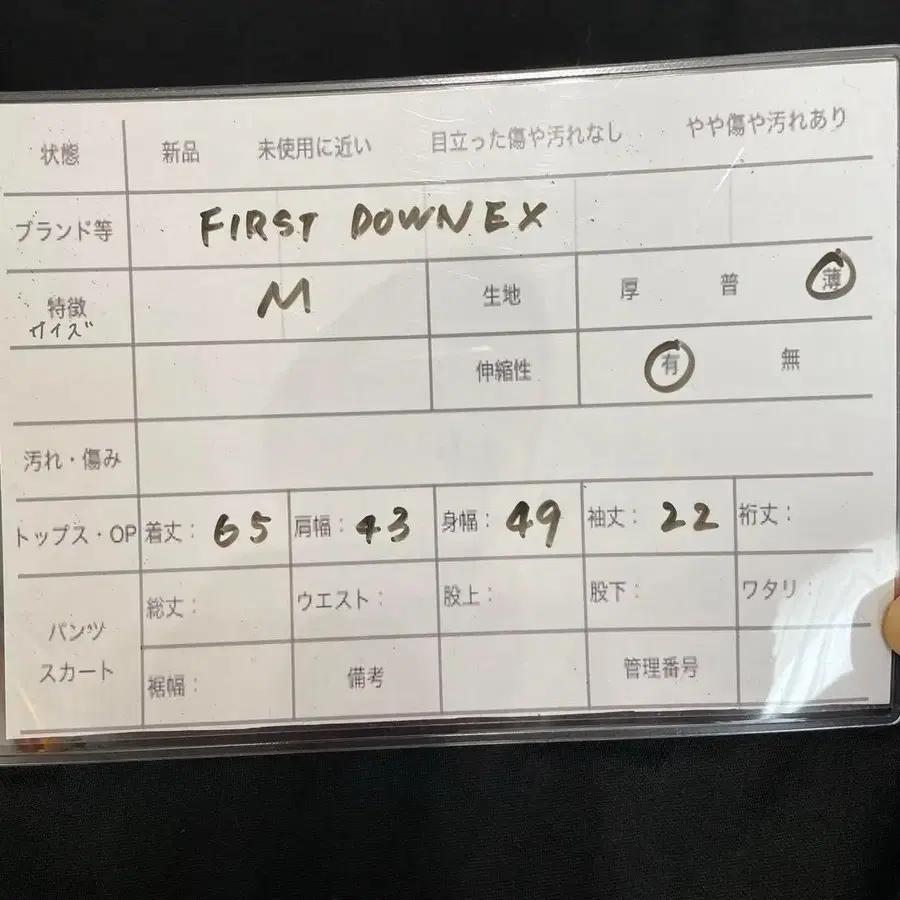 状態 新品 未使用に近い 目立った傷や汚れなし やや傷や汚れあり
ブランド等 FIRST DOWN EX
特徴 M 生地 厚 普 薄
サイズ
伸縮性 有 無
汚れ・傷み
トップス・OP 着丈: 65 肩幅: 43 身幅: 49 袖丈: 22 裄丈:
総丈: ウエスト: 股上: 股下: ワタリ:
パンツ
スカート
裾幅: 備考 管理番号